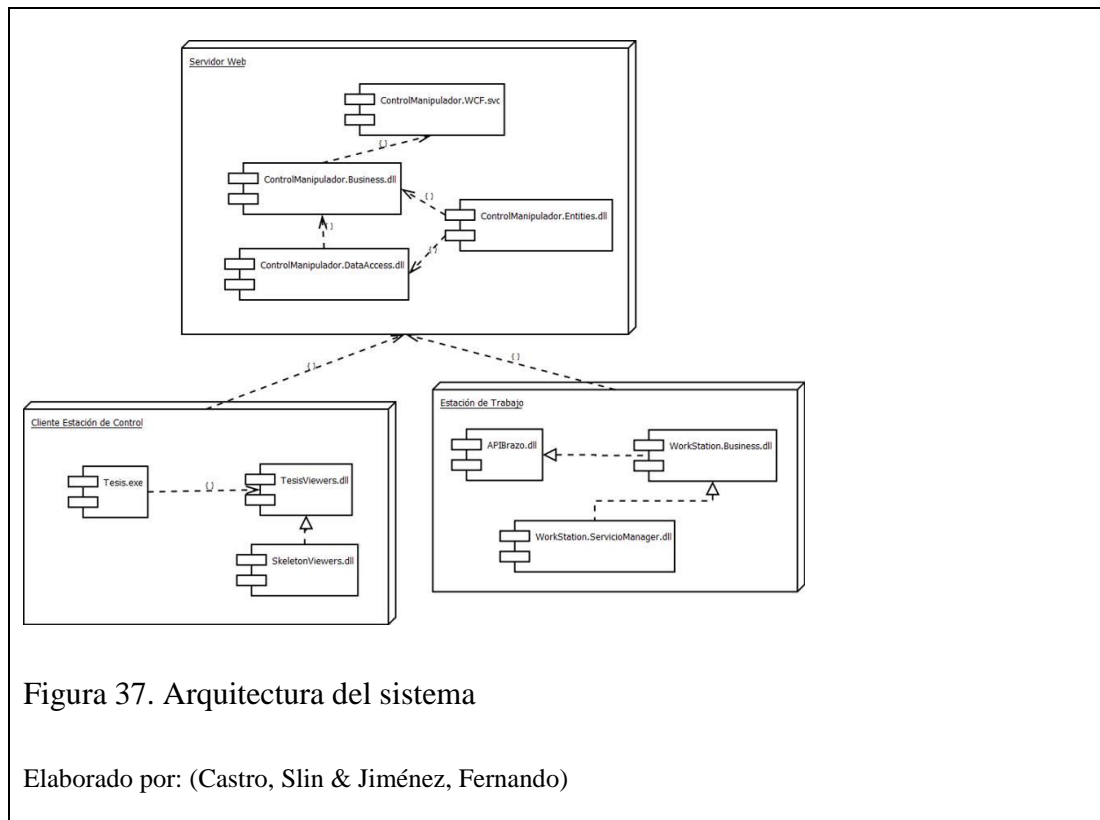 Servidor Web
ControlManipulador.WCF.svc
{ }
ControlManipulador.Business.dll
{ }
ControlManipulador.Entities.dll
{ }
{ }
ControlManipulador.DataAccess.dll
{ }
{ }
Cliente Estación de Control
Tesis.exe
{ }
TesisViewers.dll
SkeletonViewers.dll
Estación de Trabajo
APIBrazo.dll
WorkStation.Business.dll
WorkStation.ServicioManager.dll
Figura 37. Arquitectura del sistema
Elaborado por: (Castro, Slin & Jiménez, Fernando)